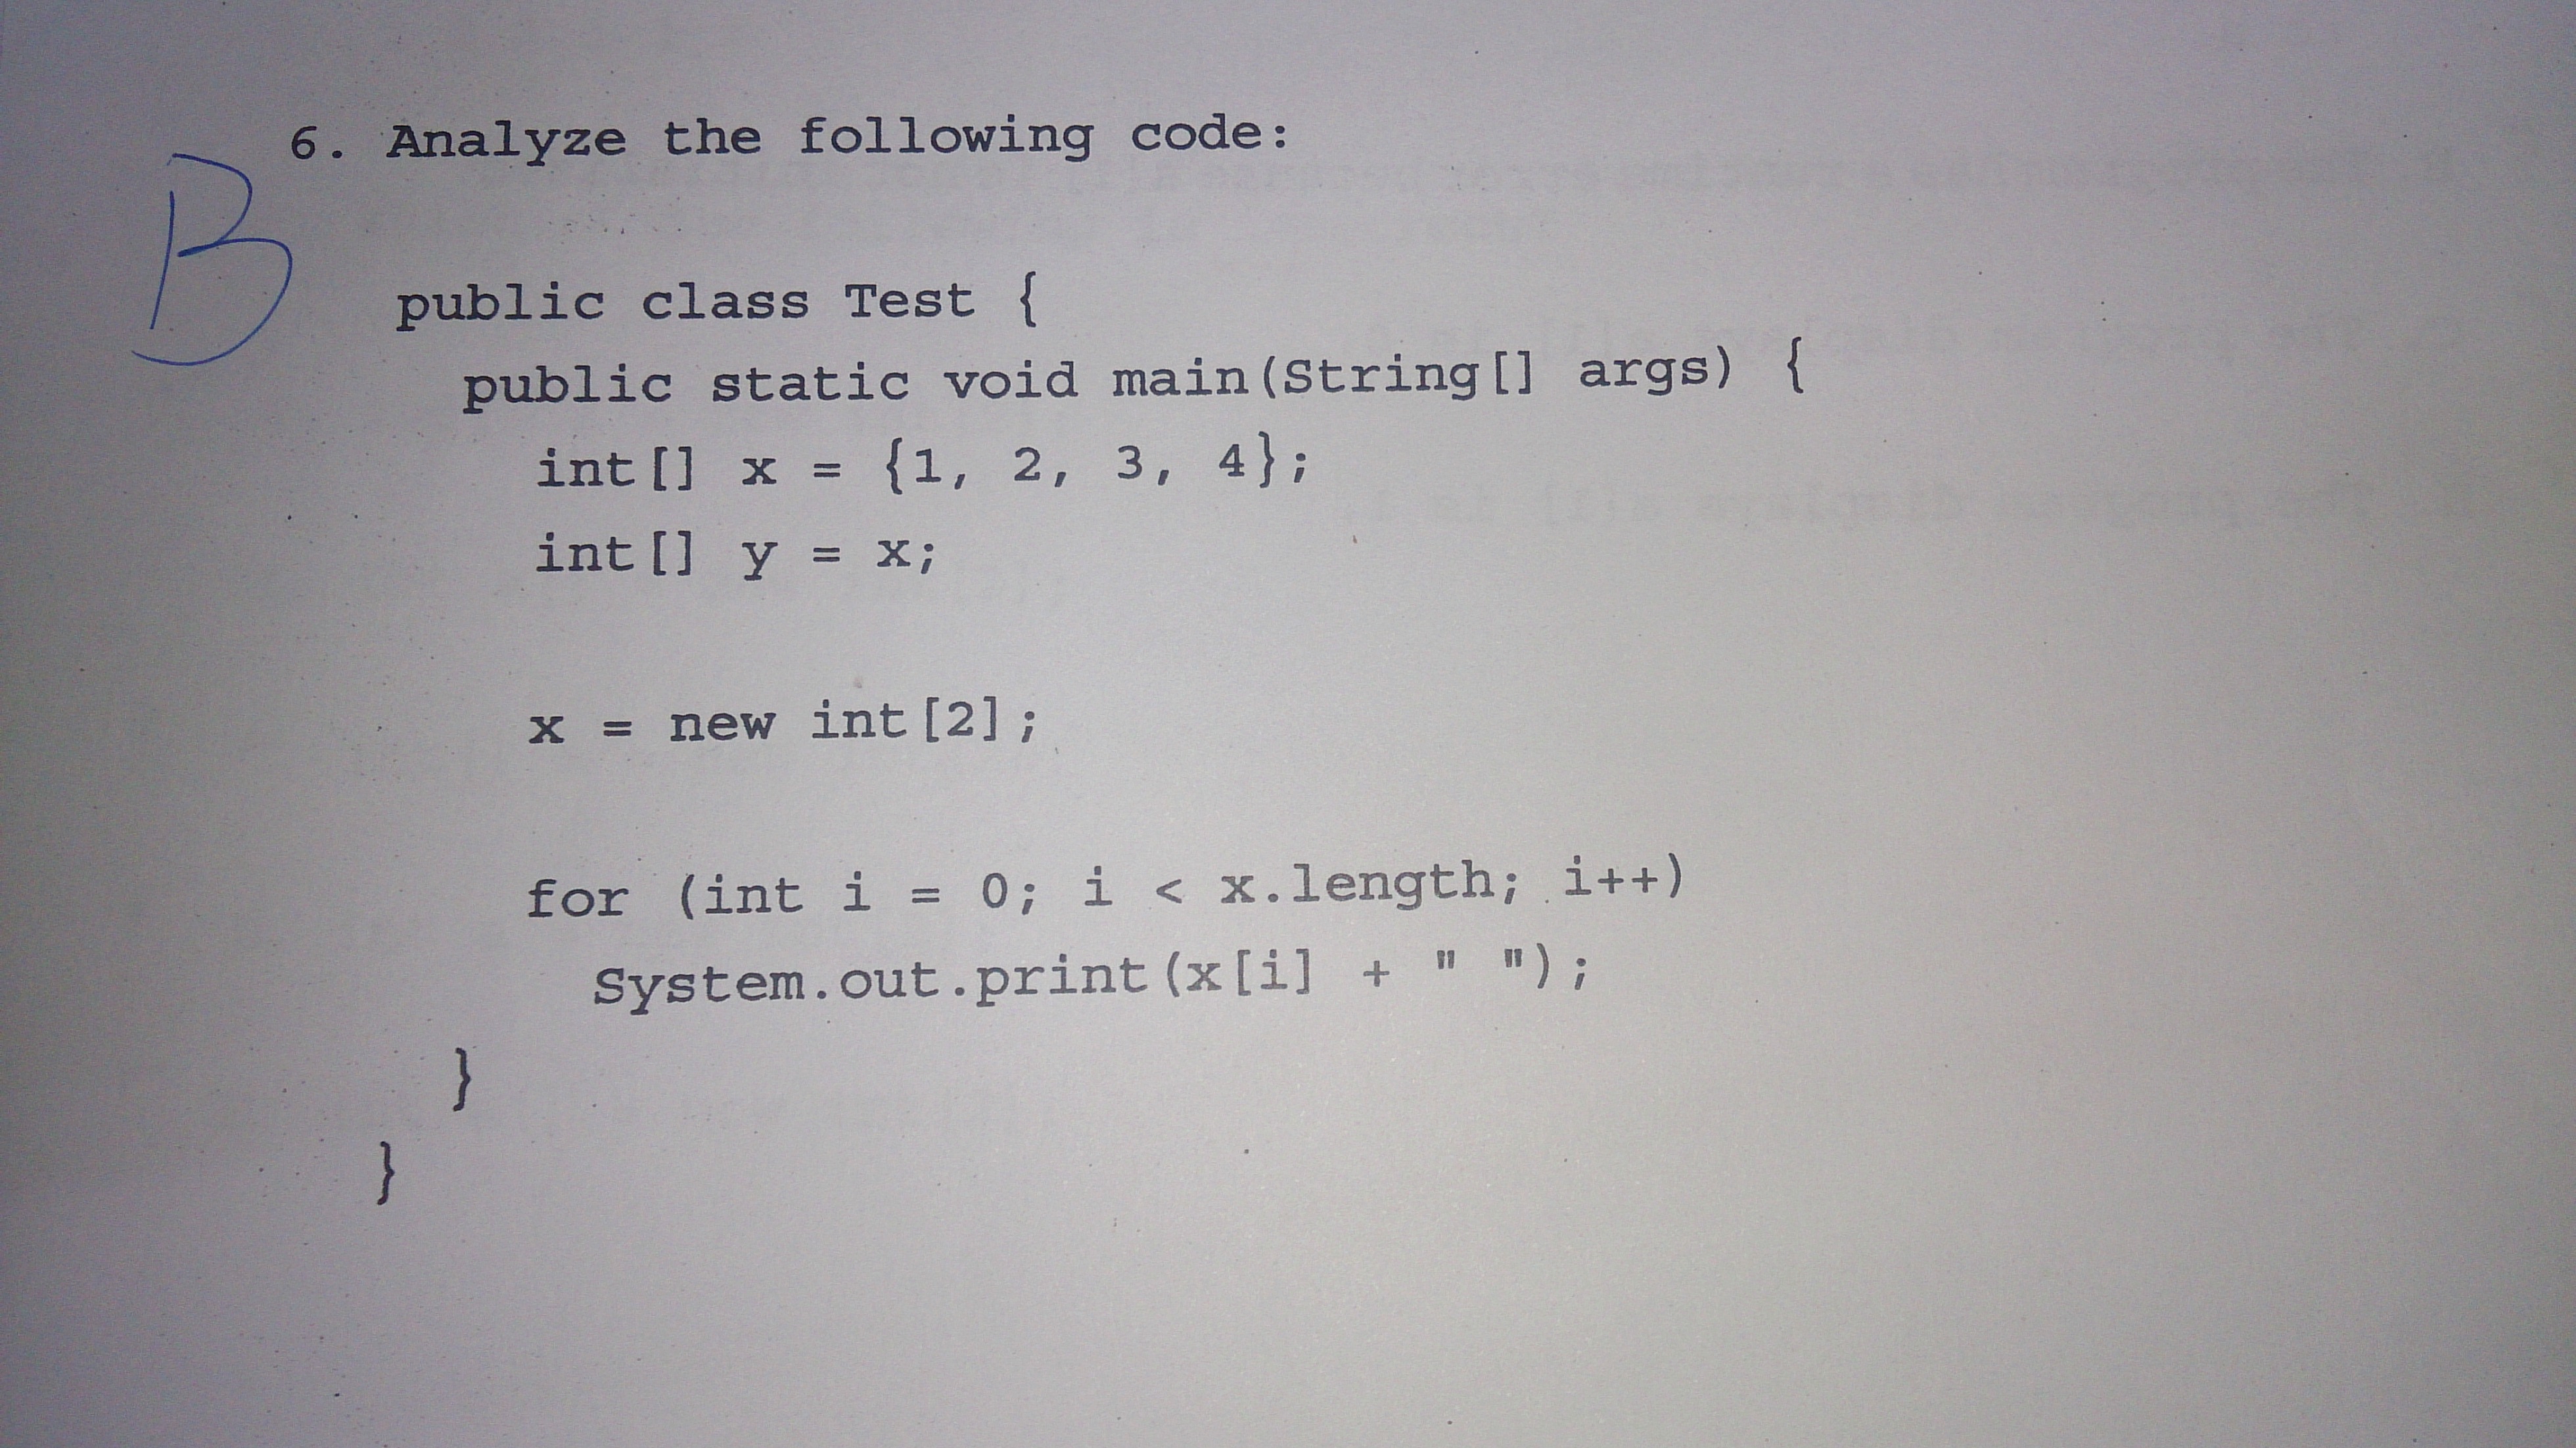 6. Analyze the following code:
B
public class Test {
public static void main(String[] args) {
int[] x = {1, 2, 3, 4};
int[] y = x;
x = new int[2];
for (int i = 0; i < x.length; i++)
System.out.print(x[i] + " ");
}
}